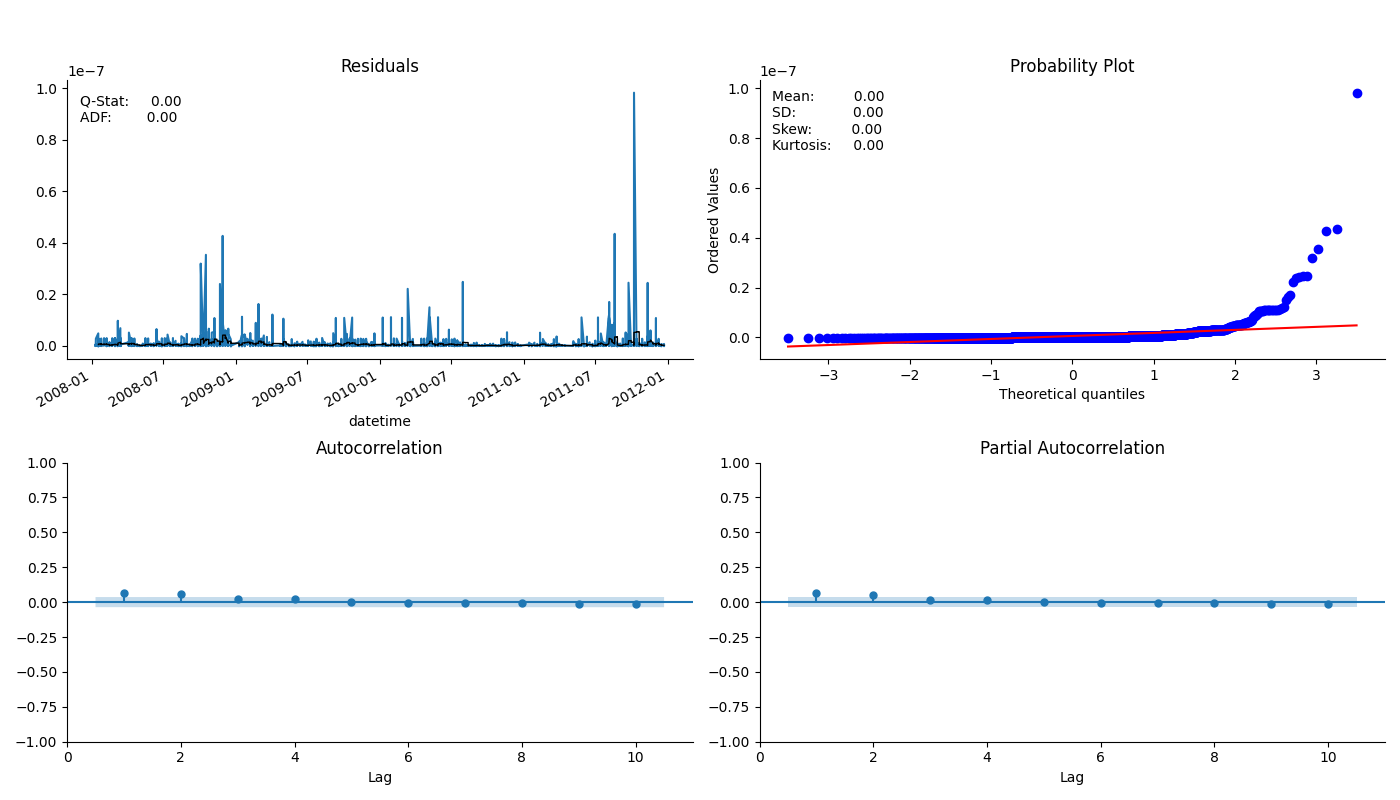 Residuals
1e−7
Q-Stat: 0.00
ADF: 0.00
1.0
0.8
0.6
0.4
0.2
0.0
2008-01
2008-07
2009-01
2009-07
2010-01
2010-07
2011-01
2011-07
2012-01
datetime
Probability Plot
1e−7
Mean: 0.00
SD: 0.00
Skew: 0.00
Kurtosis: 0.00
Ordered Values
1.0
0.8
0.6
0.4
0.2
0.0
−3 −2 −1 0 1 2 3
Theoretical quantiles
Autocorrelation
1.00
0.75
0.50
0.25
0.00
−0.25
−0.50
−0.75
−1.00
0 2 4 6 8 10
Lag
Partial Autocorrelation
1.00
0.75
0.50
0.25
0.00
−0.25
−0.50
−0.75
−1.00
0 2 4 6 8 10
Lag